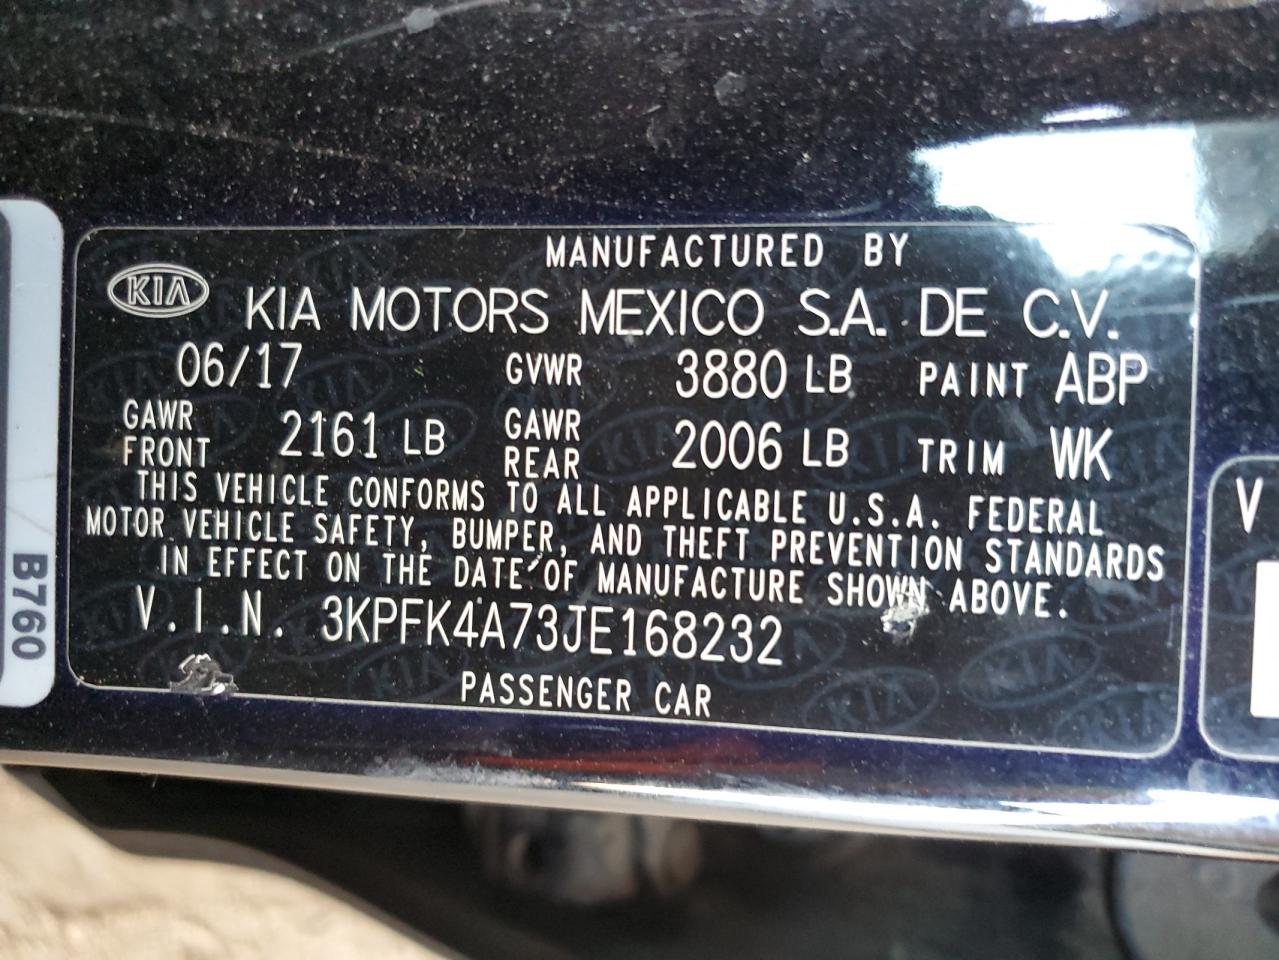 MANUFACTURED BY
KIA KIA MOTORS MEXICO S.A. DE C.V.
06/17 GVWR 3880 LB PAINT ABP
GAWR FRONT 2161 LB GAWR REAR 2006 LB TRIM WK
THIS VEHICLE CONFORMS TO ALL APPLICABLE U.S.A. FEDERAL
MOTOR VEHICLE SAFETY, BUMPER, AND THEFT PREVENTION STANDARDS
IN EFFECT ON THE DATE OF MANUFACTURE SHOWN ABOVE.
V.I.N. 3KPFK4A73JE168232
PASSENGER CAR
B760
V